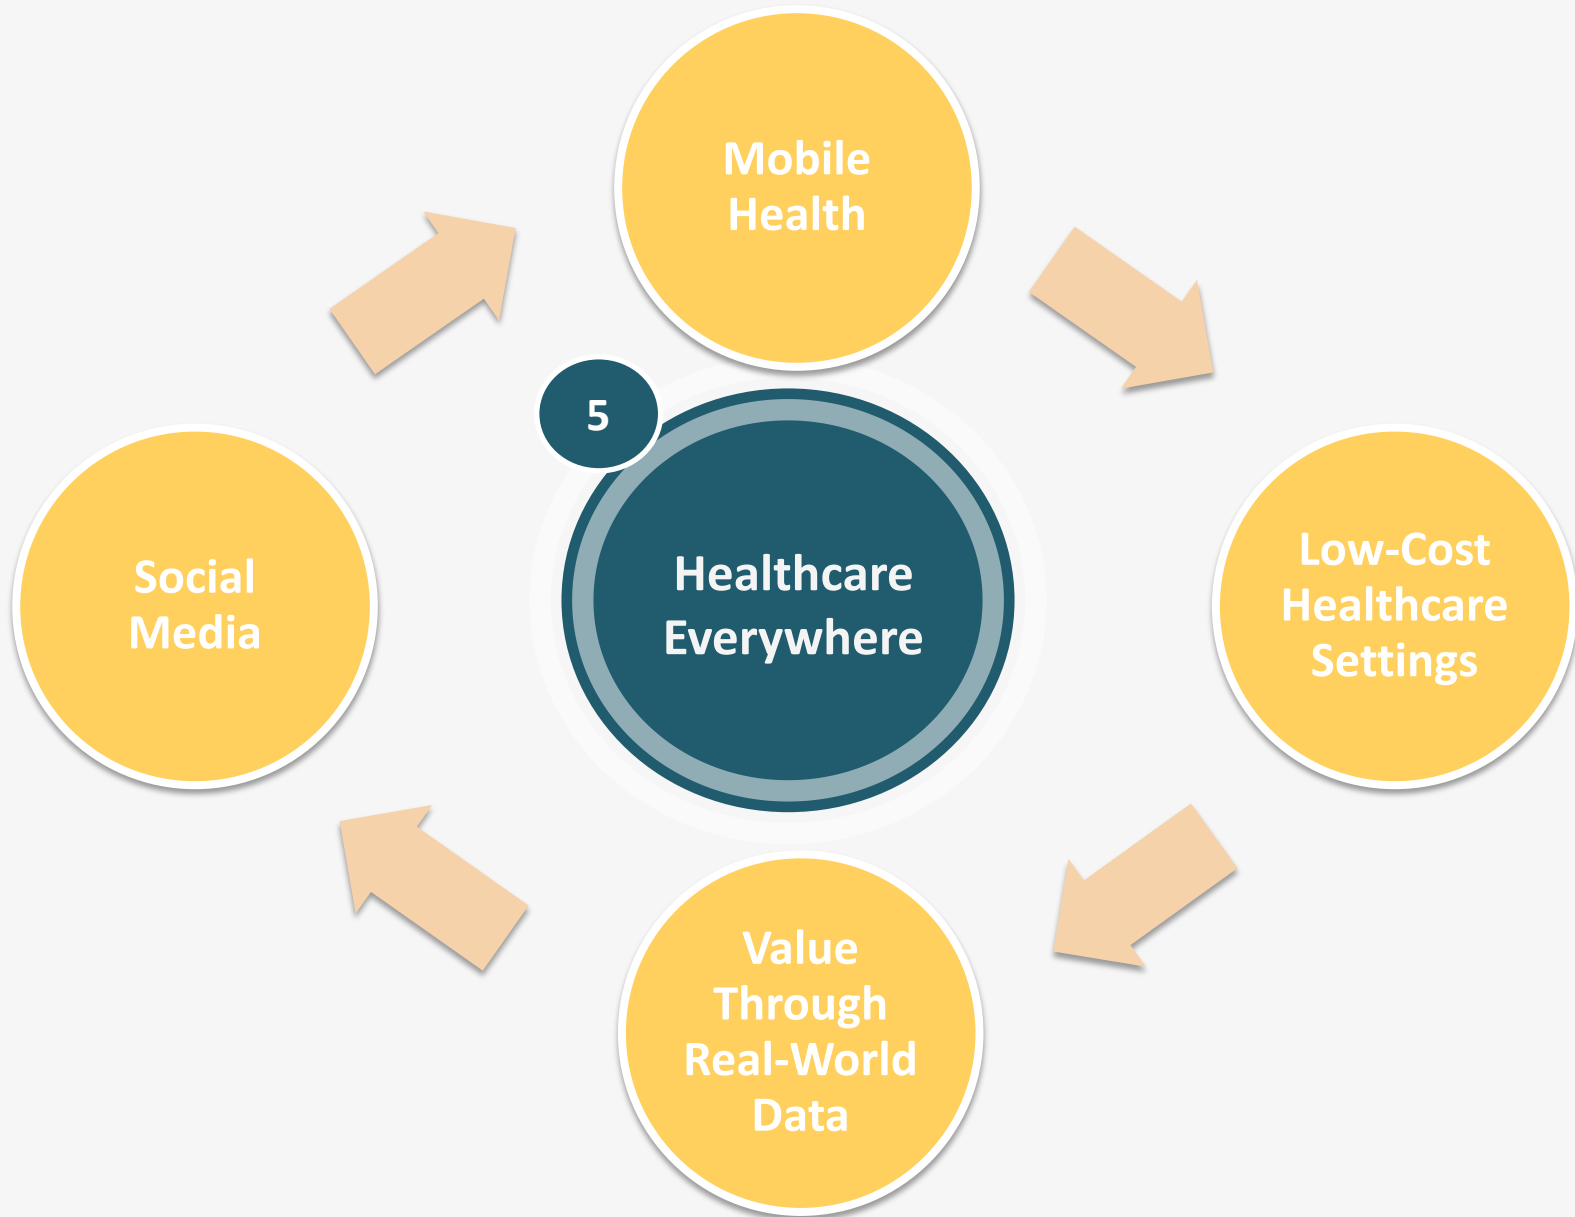 Mobile
Health
5
Healthcare
Everywhere
Social
Media
Low-Cost
Healthcare
Settings
Value
Through
Real-World
Data